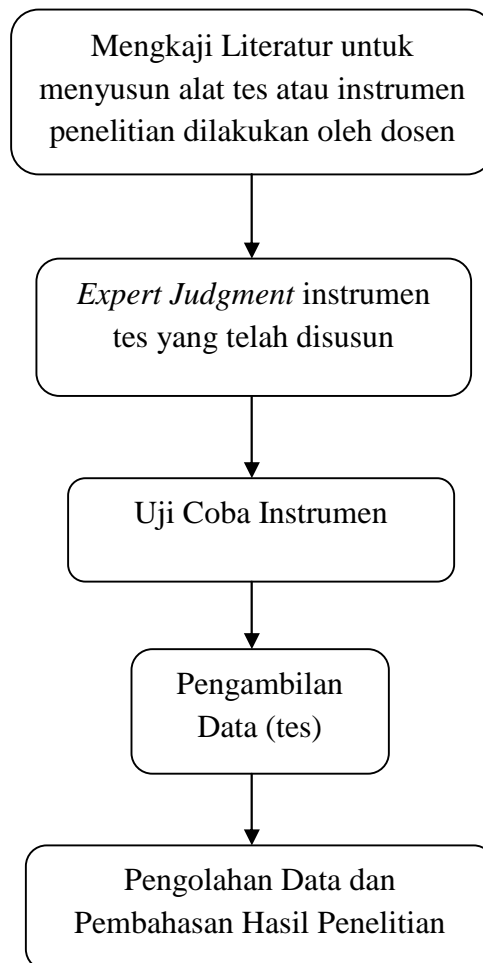 Mengkaji Literatur untuk
menyusun alat tes atau instrumen
penelitian dilakukan oleh dosen
Expert Judgment instrumen
tes yang telah disusun
Uji Coba Instrumen
Pengambilan
Data (tes)
Pengolahan Data dan
Pembahasan Hasil Penelitian